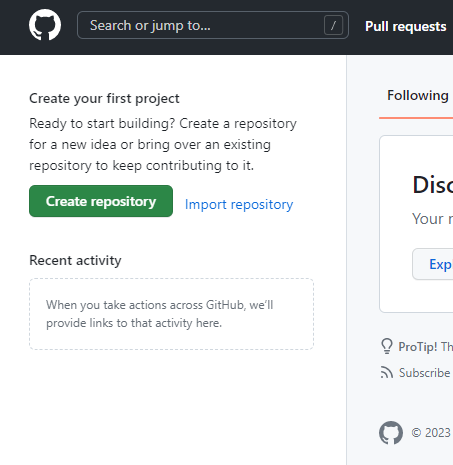 Search or jump to...
/
Pull requests
Create your first project
Ready to start building? Create a repository
for a new idea or bring over an existing
repository to keep contributing to it.
Create repository
Import repository
Recent activity
When you take actions across GitHub, we'll
provide links to that activity here.
Following
Disc
Your
Exp
ProTip! Th
Subscribe
© 2023